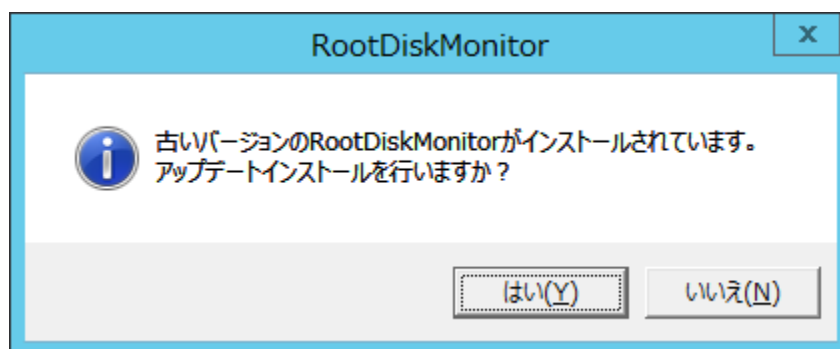 RootDiskMonitor
x
古いバージョンのRootDiskMonitorがインストールされています。
アップデートインストールを行いますか？
はい(Y)
いいえ(N)